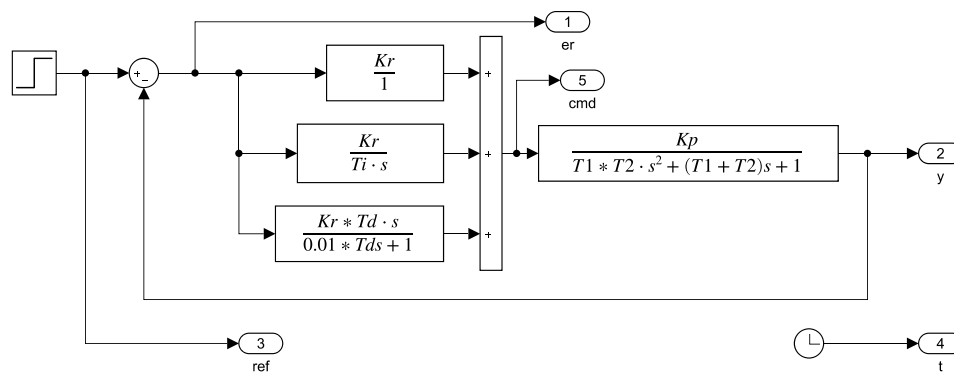 1
er
Kr
1
+
5
cmd
+
−
Kr
Ti · s
+
Kp
T1 * T2 · s² + (T1 + T2)s + 1
2
y
Kr * Td · s
0.01 * Tds + 1
+
3
ref
4
t